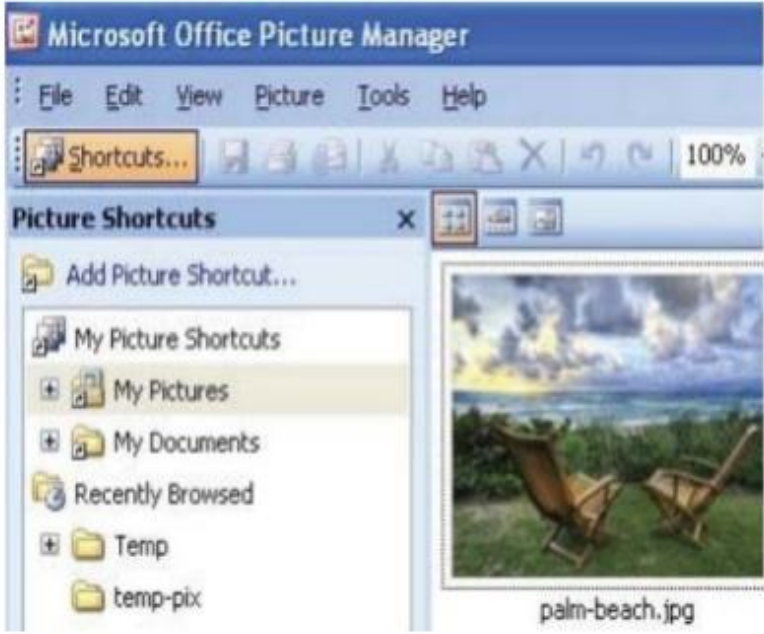 Microsoft Office Picture Manager
File Edit View Picture Tools Help
Shortcuts... 100%
Picture Shortcuts
Add Picture Shortcut...
My Picture Shortcuts
My Pictures
My Documents
Recently Browsed
Temp
temp-pix
palm-beach.jpg